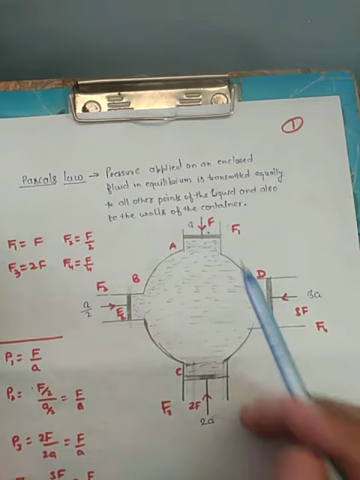 1
Pascals law → Pressure applied on an enclosed
fluid in equilibrium is transmitted equally
to all other points of the liquid and also
to the walls of the container.
F₁ = F F₂ = F/2
F₃ = 2F F₄ = F/4
a F F₁
A
B
D
F₂
a/2
3a
3F
F₄
C
F₃ 2F
2a
P₁ = F/a
P₂ = F/2 / a/2 = F/a
P₃ = 2F/2a = F/a
3F F